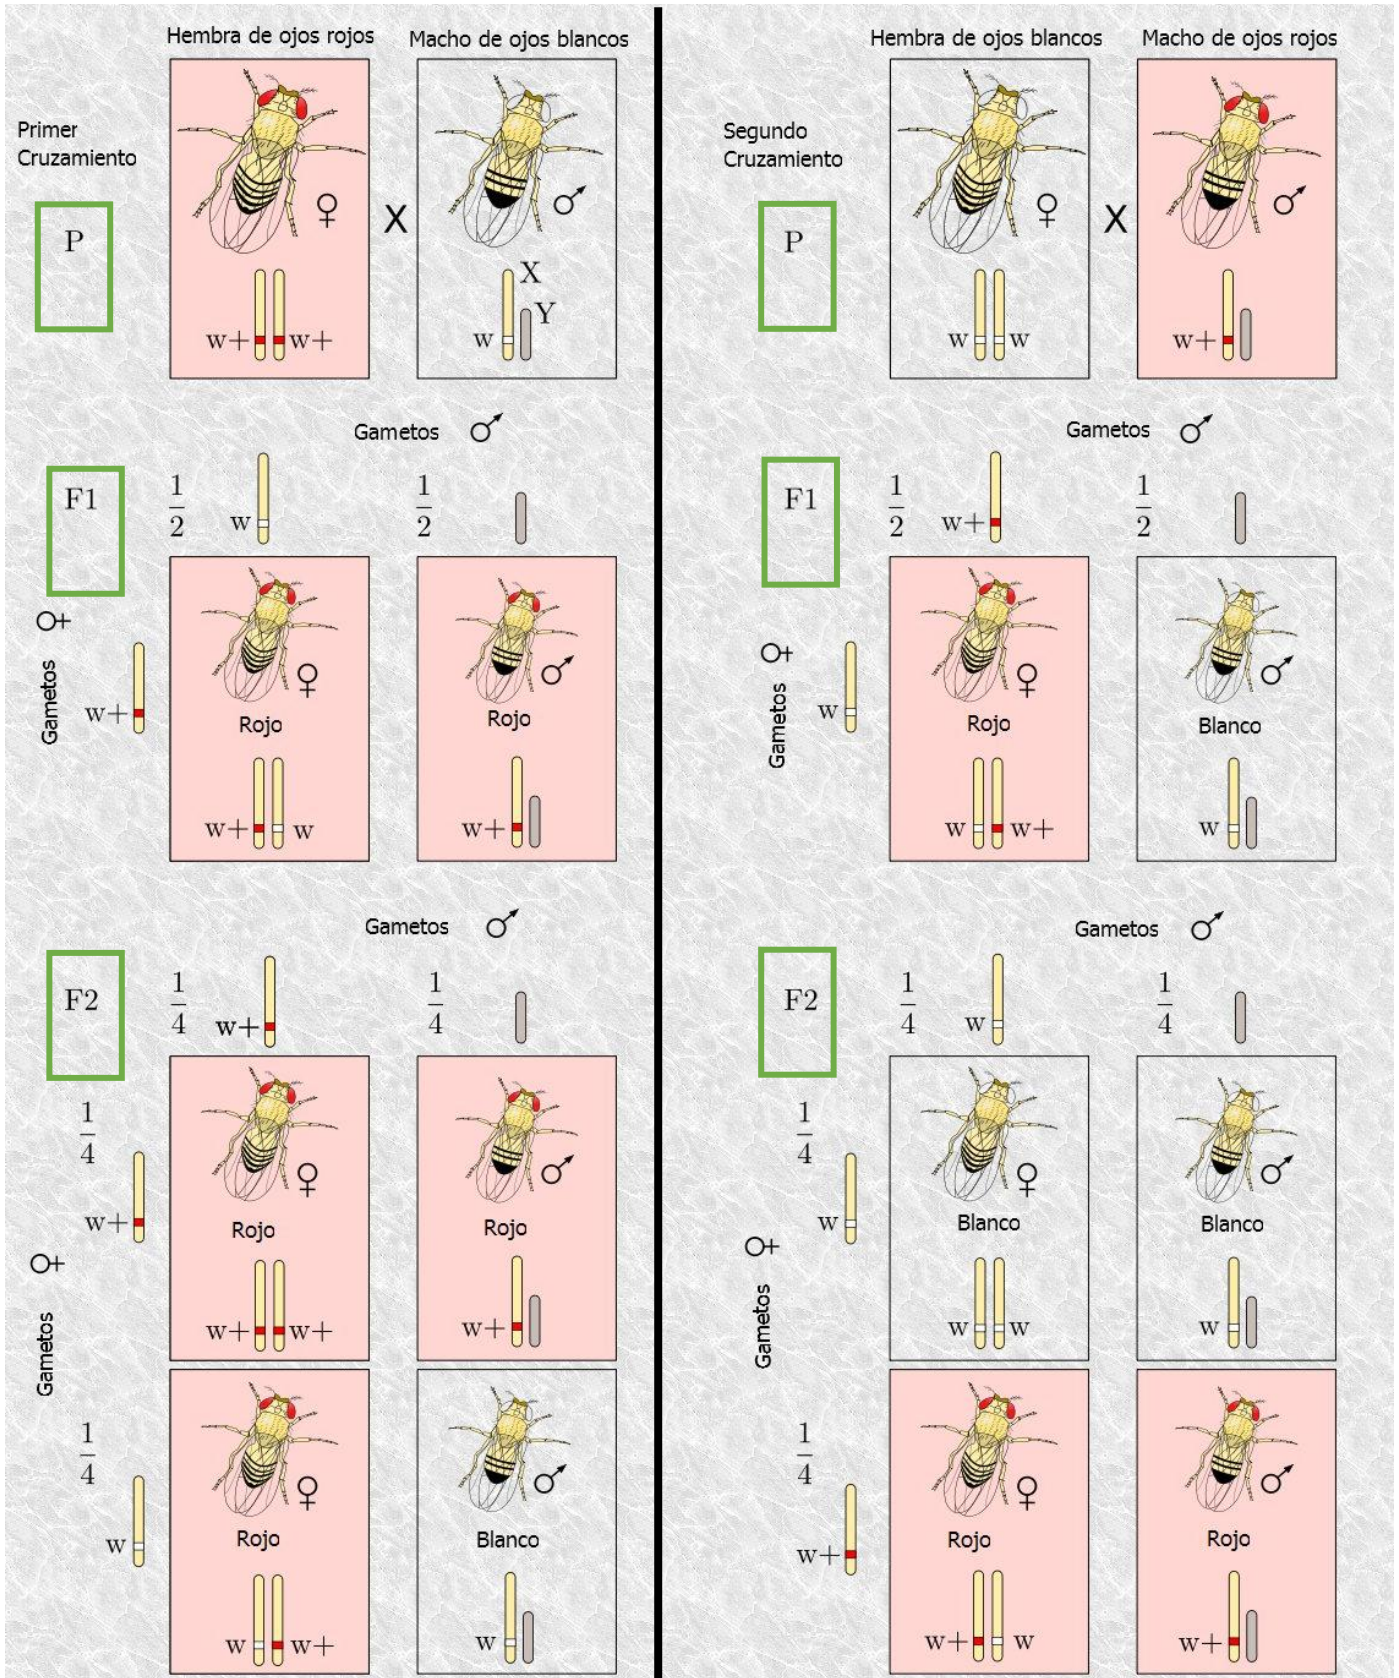 Hembra de ojos rojos
Macho de ojos blancos
Primer
Cruzamiento
P
X
X
Y
w+
w+
w
Gametos
F1
1/2
w
1/2
Gametos
w+
Rojo
w+
w
Rojo
w+
Gametos
F2
1/4
w+
1/4
1/4
w+
Gametos
Rojo
w+
w+
Rojo
w+
1/4
w
Rojo
w
w+
Blanco
w
Hembra de ojos blancos
Macho de ojos rojos
Segundo
Cruzamiento
P
X
w
w
w+
Gametos
F1
1/2
w+
1/2
Gametos
w
Rojo
w
w+
Blanco
w
Gametos
F2
1/4
w
1/4
1/4
w
Gametos
Blanco
w
w
Blanco
w
1/4
w+
Rojo
w+
w
Rojo
w+